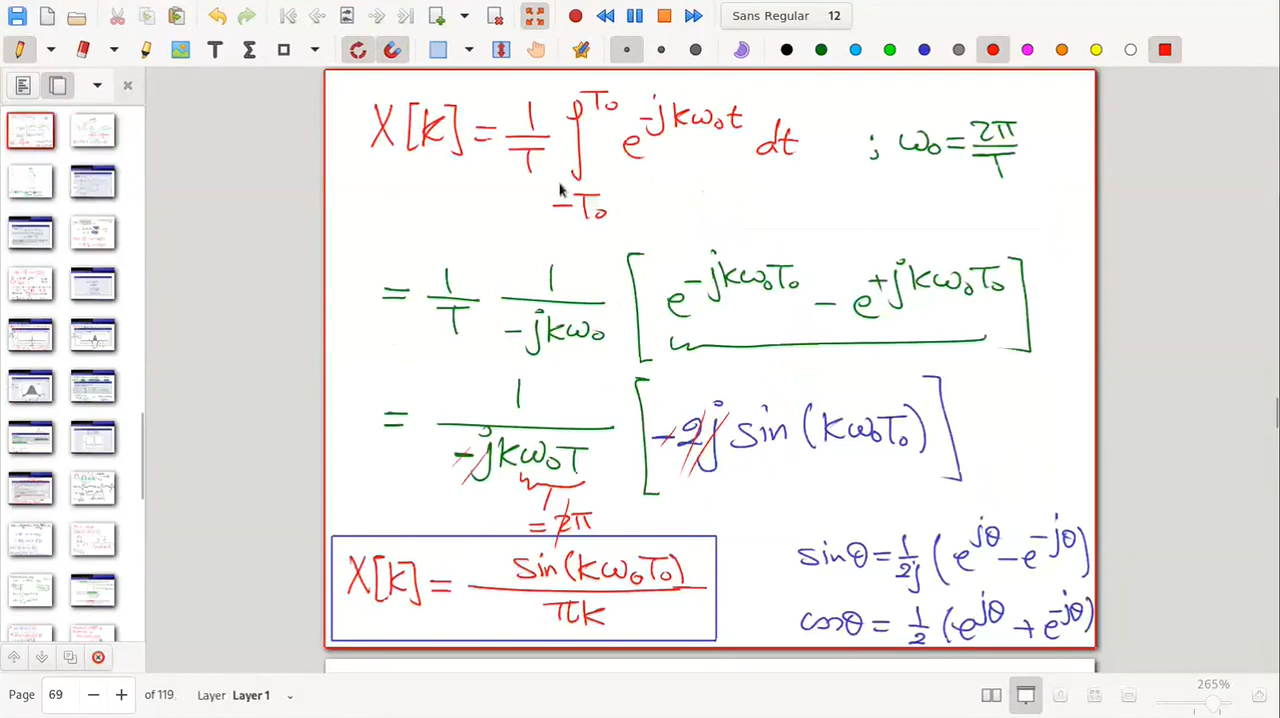 Sans Regular 12
X[k] = 1/T ∫_{-T₀}^{T₀} e^{-jkω₀t} dt ; ω₀ = 2π/T
= 1/T 1/(-jkω₀) [e^{-jkω₀T₀} - e^{+jkω₀T₀}]
= 1/(-jkω₀T) [-2j sin(kω₀T₀)]
= 2π
X[k] = sin(kω₀T₀)/(πk)
sinθ = 1/2j (e^{jθ} - e^{-jθ})
cosθ = 1/2 (e^{jθ} + e^{-jθ})
Page 69 of 119. Layer Layer 1 265%